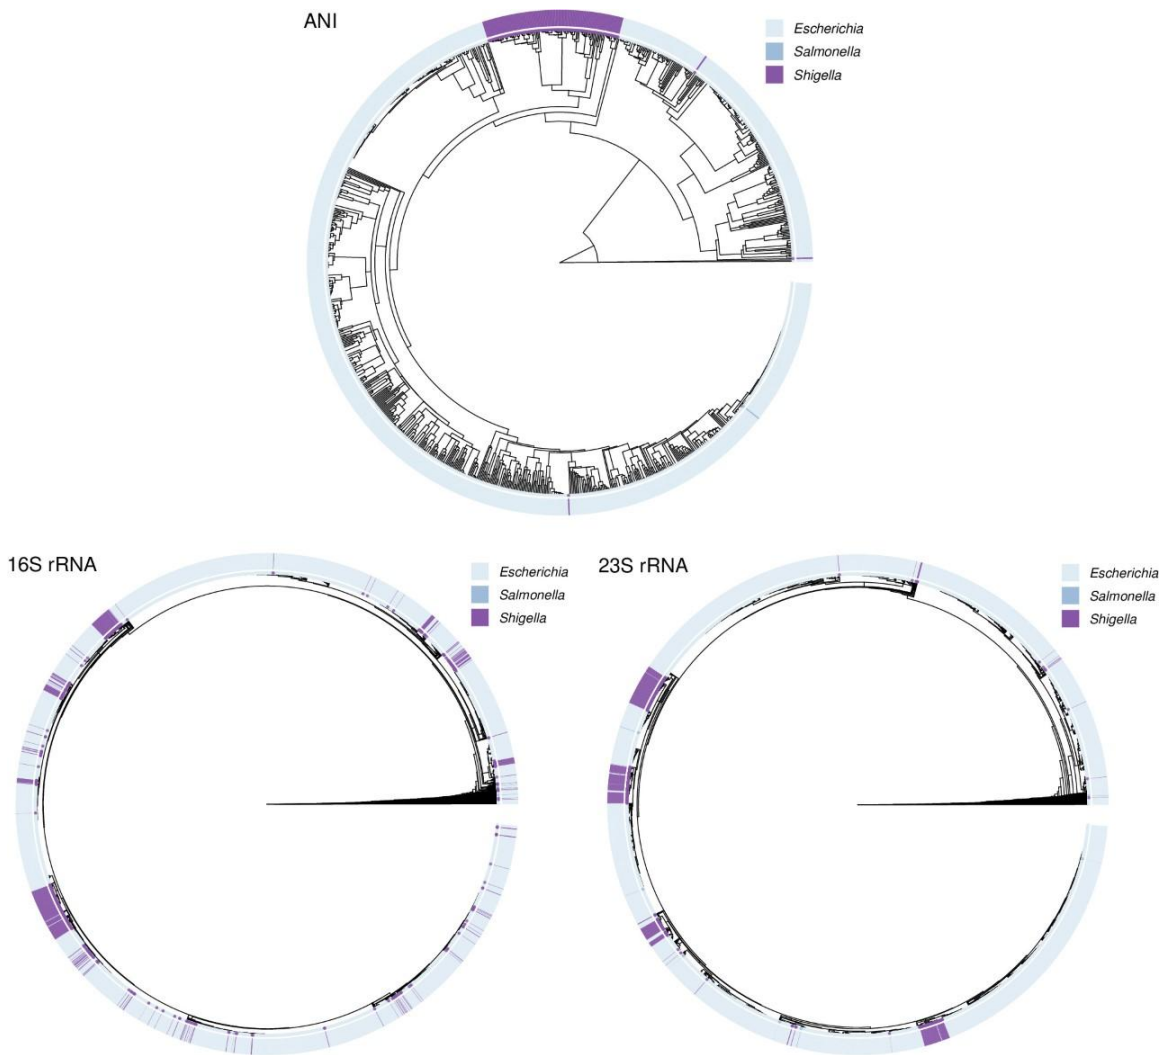 ANI
Escherichia
Salmonella
Shigella
16S rRNA
Escherichia
Salmonella
Shigella
23S rRNA
Escherichia
Salmonella
Shigella